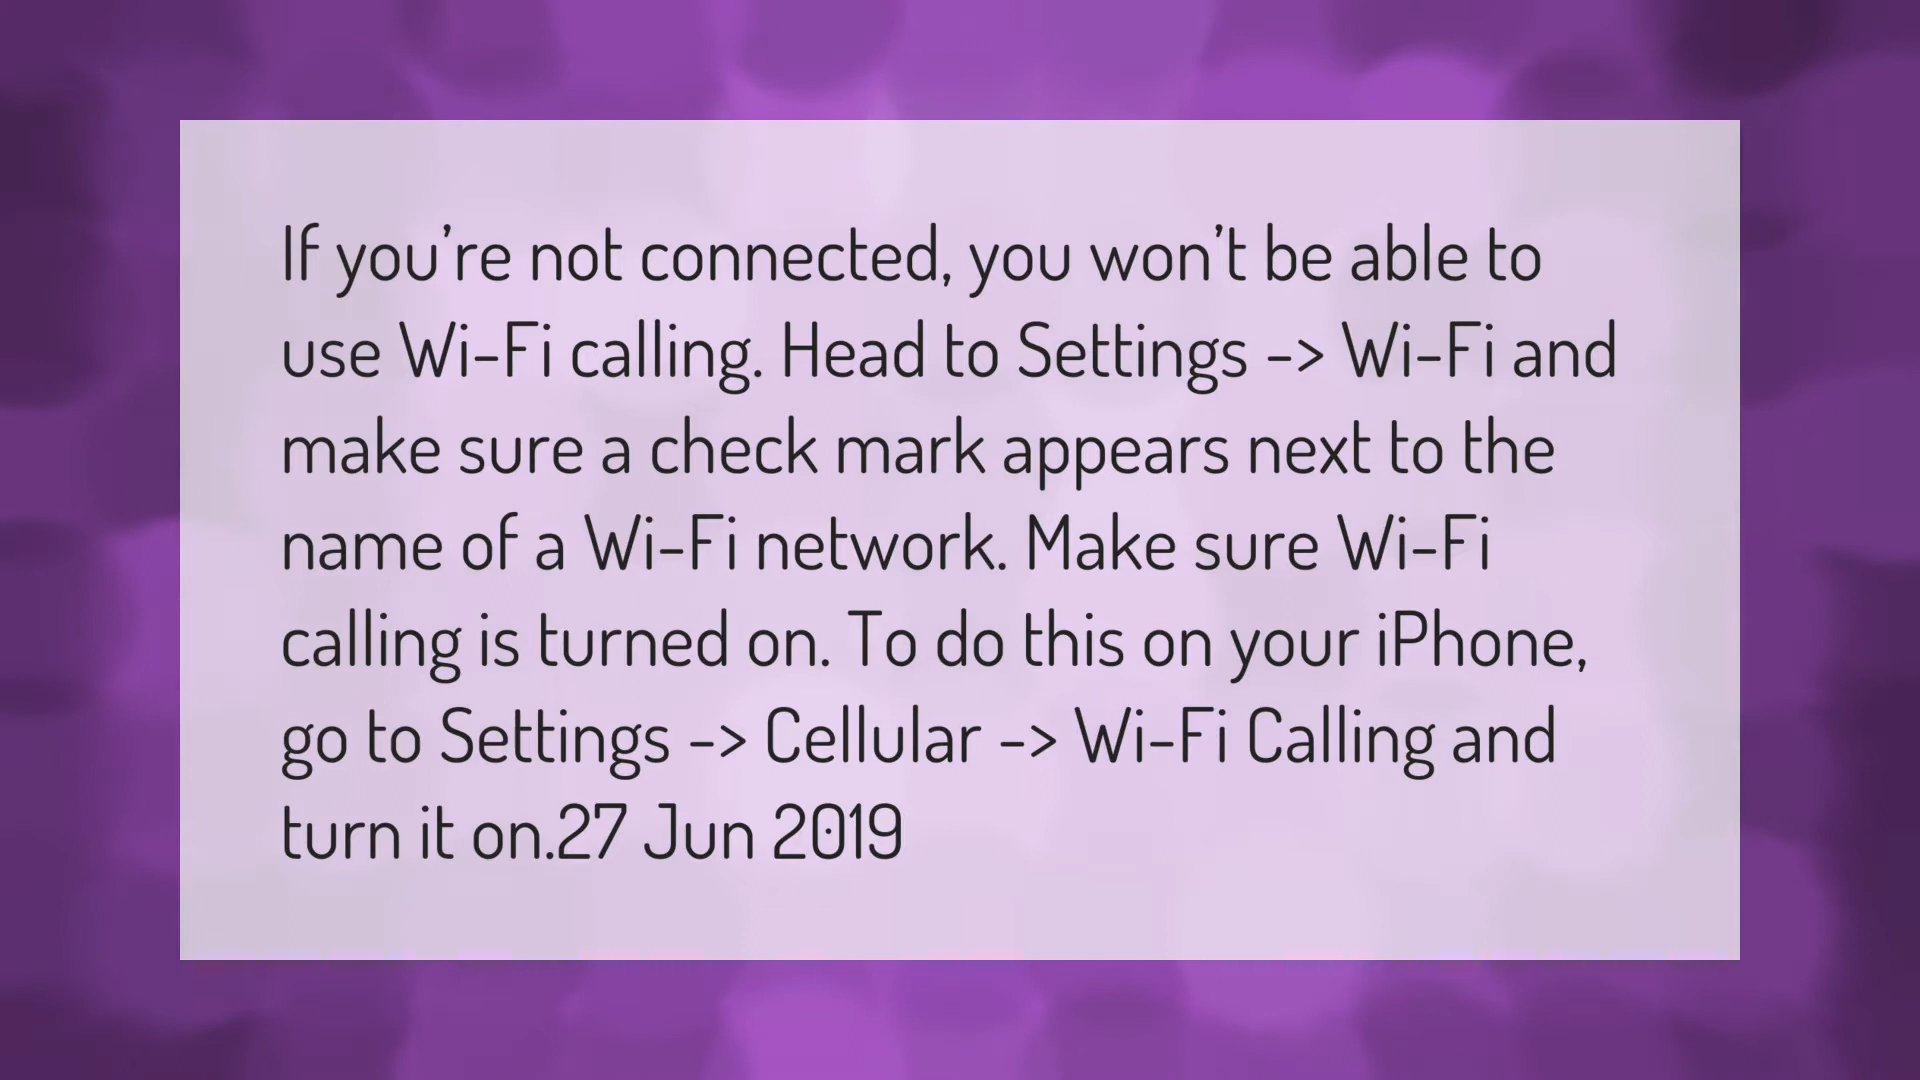 If you're not connected, you won't be able to
use Wi-Fi calling. Head to Settings -> Wi-Fi and
make sure a check mark appears next to the
name of a Wi-Fi network. Make sure Wi-Fi
calling is turned on. To do this on your iPhone,
go to Settings -> Cellular -> Wi-Fi Calling and
turn it on.27 Jun 2019